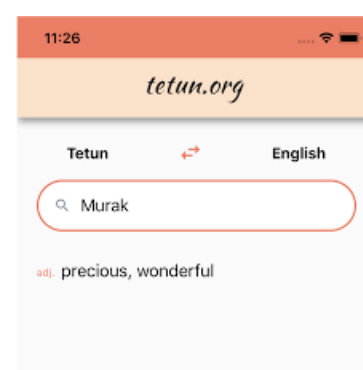 11:26
tetun.org
Tetun English
Murak
adj. precious, wonderful